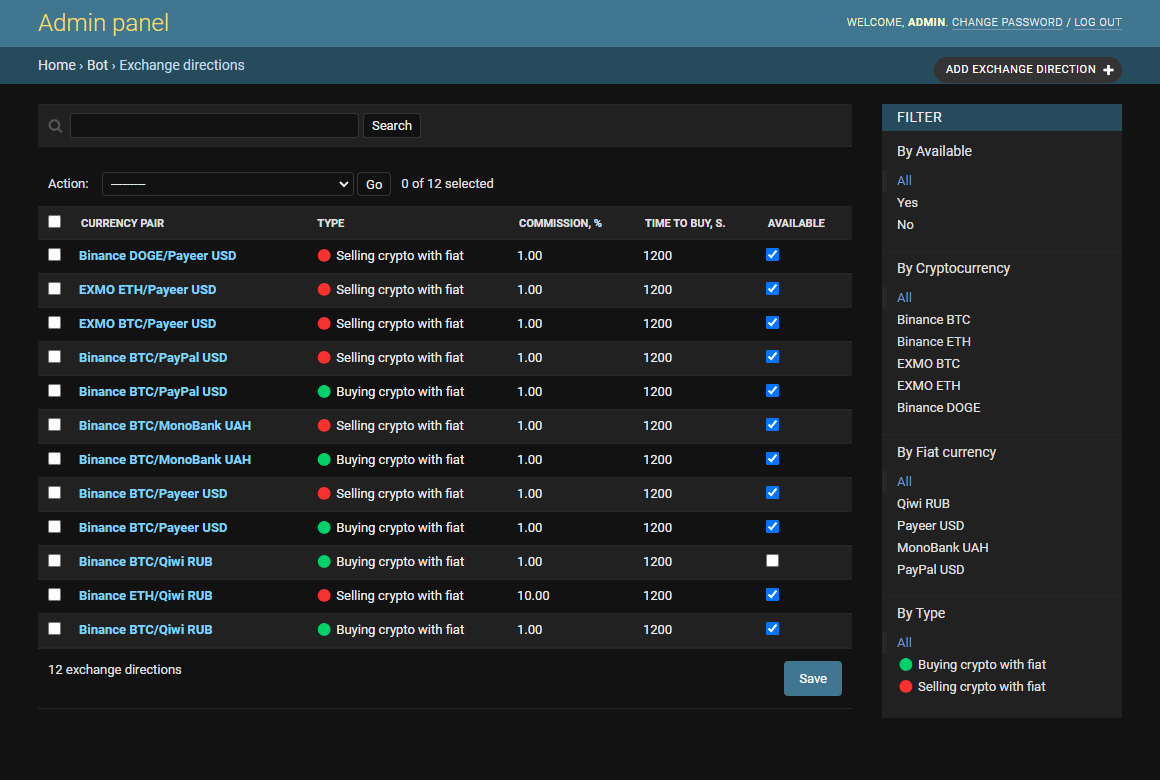 Admin panel
WELCOME, ADMIN. CHANGE PASSWORD / LOG OUT
Home › Bot › Exchange directions
ADD EXCHANGE DIRECTION +
Search
Action: --------- Go 0 of 12 selected
CURRENCY PAIR TYPE COMMISSION, % TIME TO BUY, S. AVAILABLE
Binance DOGE/Payeer USD Selling crypto with fiat 1.00 1200
EXMO ETH/Payeer USD Selling crypto with fiat 1.00 1200
EXMO BTC/Payeer USD Selling crypto with fiat 1.00 1200
Binance BTC/PayPal USD Selling crypto with fiat 1.00 1200
Binance BTC/PayPal USD Buying crypto with fiat 1.00 1200
Binance BTC/MonoBank UAH Selling crypto with fiat 1.00 1200
Binance BTC/MonoBank UAH Buying crypto with fiat 1.00 1200
Binance BTC/Payeer USD Selling crypto with fiat 1.00 1200
Binance BTC/Payeer USD Buying crypto with fiat 1.00 1200
Binance BTC/Qiwi RUB Buying crypto with fiat 1.00 1200
Binance ETH/Qiwi RUB Selling crypto with fiat 10.00 1200
Binance BTC/Qiwi RUB Buying crypto with fiat 1.00 1200
12 exchange directions
Save
FILTER
By Available
All
Yes
No
By Cryptocurrency
All
Binance BTC
Binance ETH
EXMO BTC
EXMO ETH
Binance DOGE
By Fiat currency
All
Qiwi RUB
Payeer USD
MonoBank UAH
PayPal USD
By Type
All
Buying crypto with fiat
Selling crypto with fiat